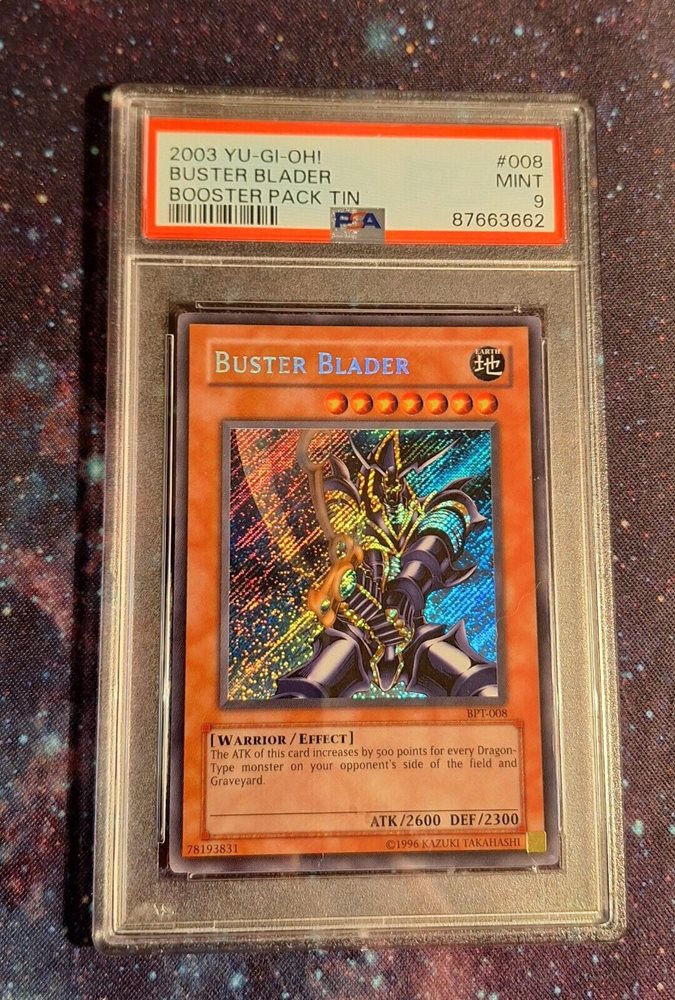 2003 YU-GI-OH!
#008
BUSTER BLADER
MINT
BOOSTER PACK TIN
9
PSA
87663662
BUSTER BLADER
EARTH
地
BPT-008
[WARRIOR/EFFECT]
The ATK of this card increases by 500 points for every Dragon-
Type monster on your opponent's side of the field and
Graveyard.
ATK/2600 DEF/2300
78193831
©1996 KAZUKI TAKAHASHI